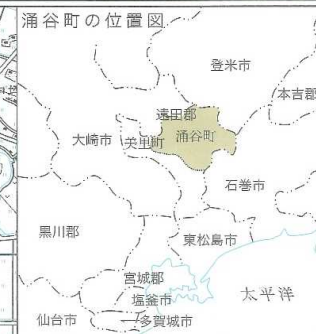 涌谷町の位置図
登米市
本吉郡
遠田郡
涌谷町
大崎市
美里町
石巻市
黒川郡
東松島市
宮城郡
太平洋
塩釜市
仙台市
多賀城市